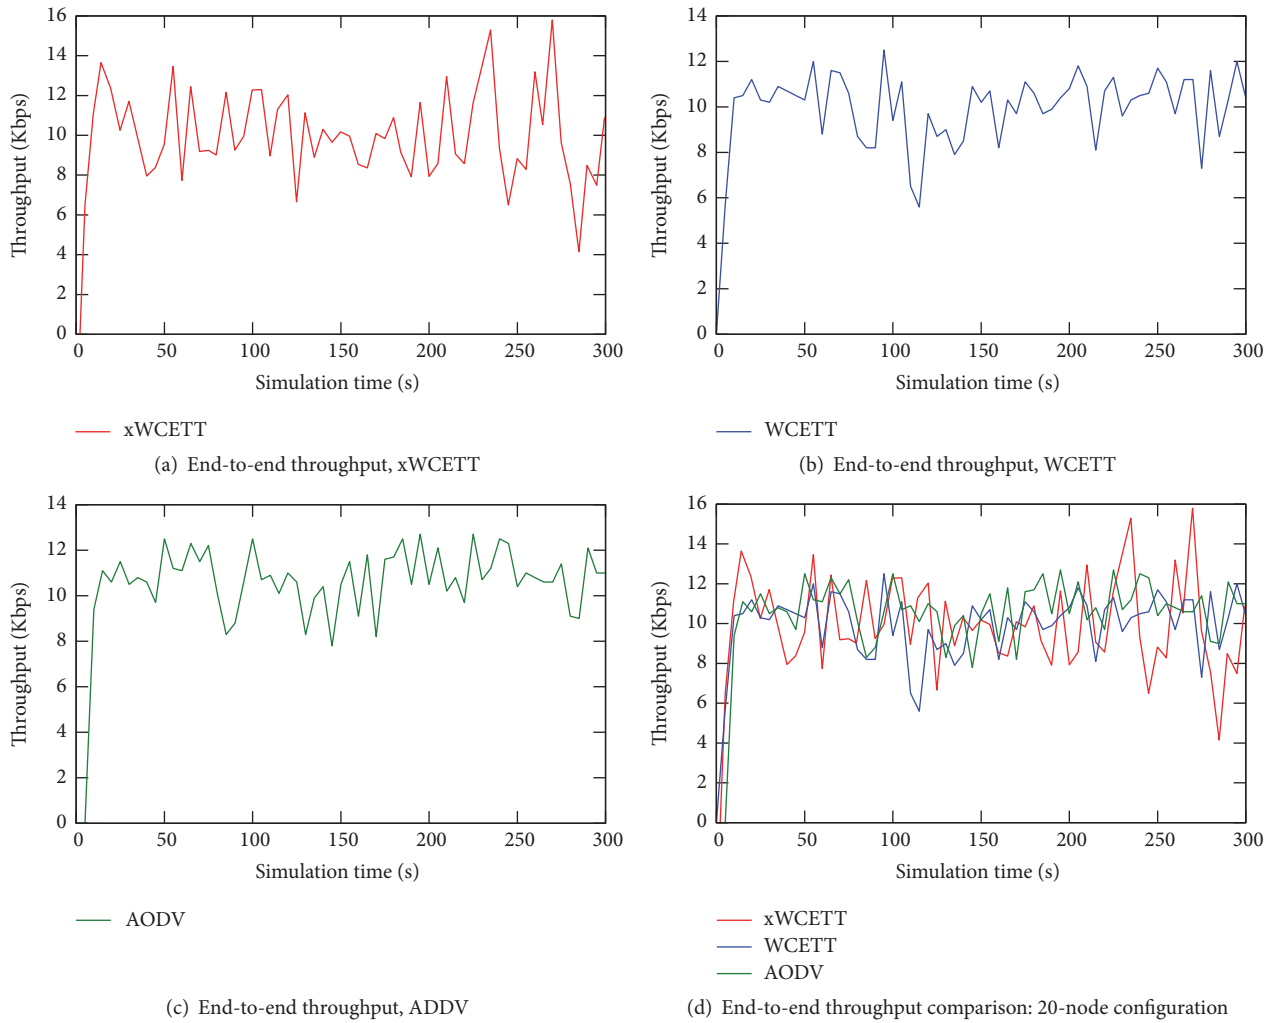 16
14
12
10
8
6
4
2
0
Throughput (Kbps)
0 50 100 150 200 250 300
Simulation time (s)
xWCETT
(a) End-to-end throughput, xWCETT
14
12
10
8
6
4
2
0
Throughput (Kbps)
0 50 100 150 200 250 300
Simulation time (s)
WCETT
(b) End-to-end throughput, WCETT
14
12
10
8
6
4
2
0
Throughput (Kbps)
0 50 100 150 200 250 300
Simulation time (s)
AODV
(c) End-to-end throughput, ADDV
16
14
12
10
8
6
4
2
0
Throughput (Kbps)
0 50 100 150 200 250 300
Simulation time (s)
xWCETT
WCETT
AODV
(d) End-to-end throughput comparison: 20-node configuration